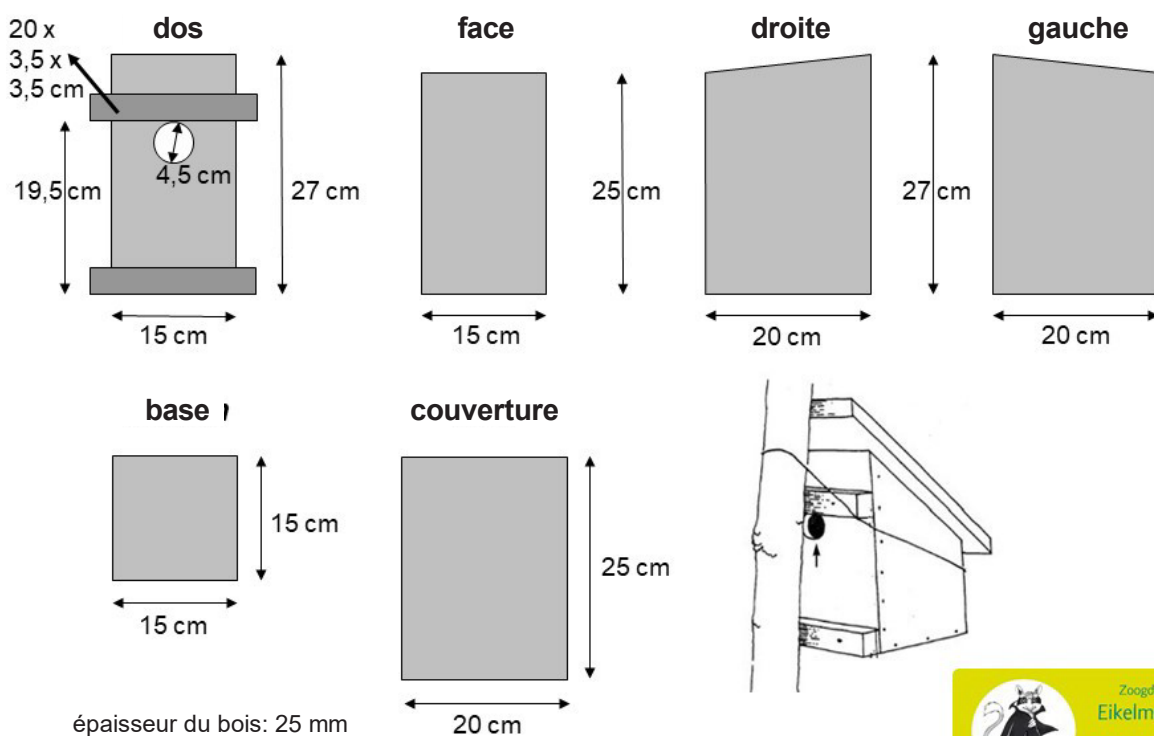 20 x
3,5 x
3,5 cm
dos
face
droite
gauche
4,5 cm
19,5 cm
27 cm
25 cm
27 cm
15 cm
15 cm
20 cm
20 cm
base
couverture
15 cm
25 cm
15 cm
20 cm
épaisseur du bois: 25 mm